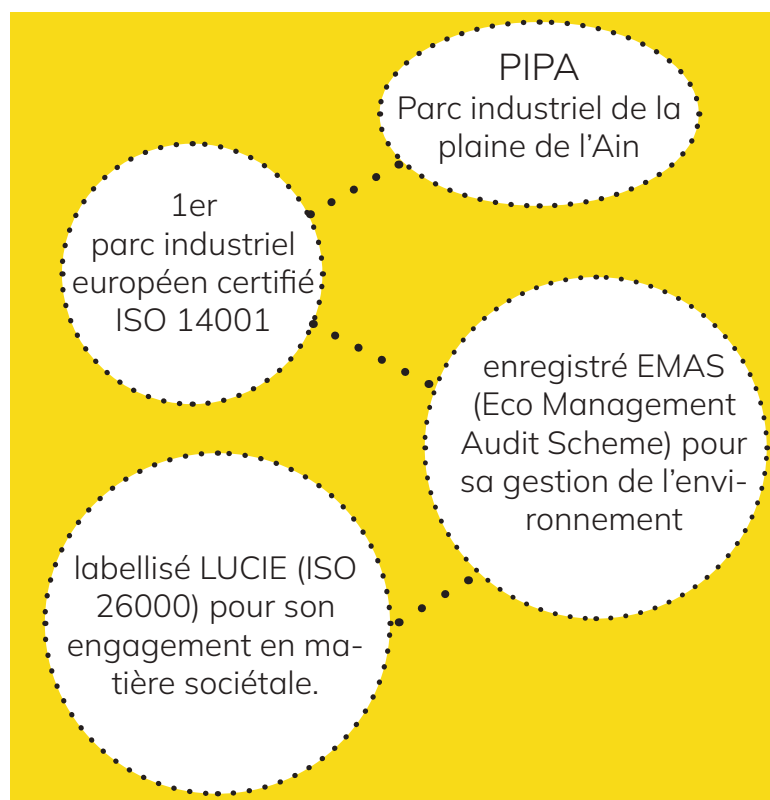 PIPA
Parc industriel de la
plaine de l’Ain
1er
parc industriel
européen certifié
ISO 14001
enregistré EMAS
(Eco Management
Audit Scheme) pour
sa gestion de l’envi-
ronnement
labellisé LUCIE (ISO
26000) pour son
engagement en ma-
tière sociétale.